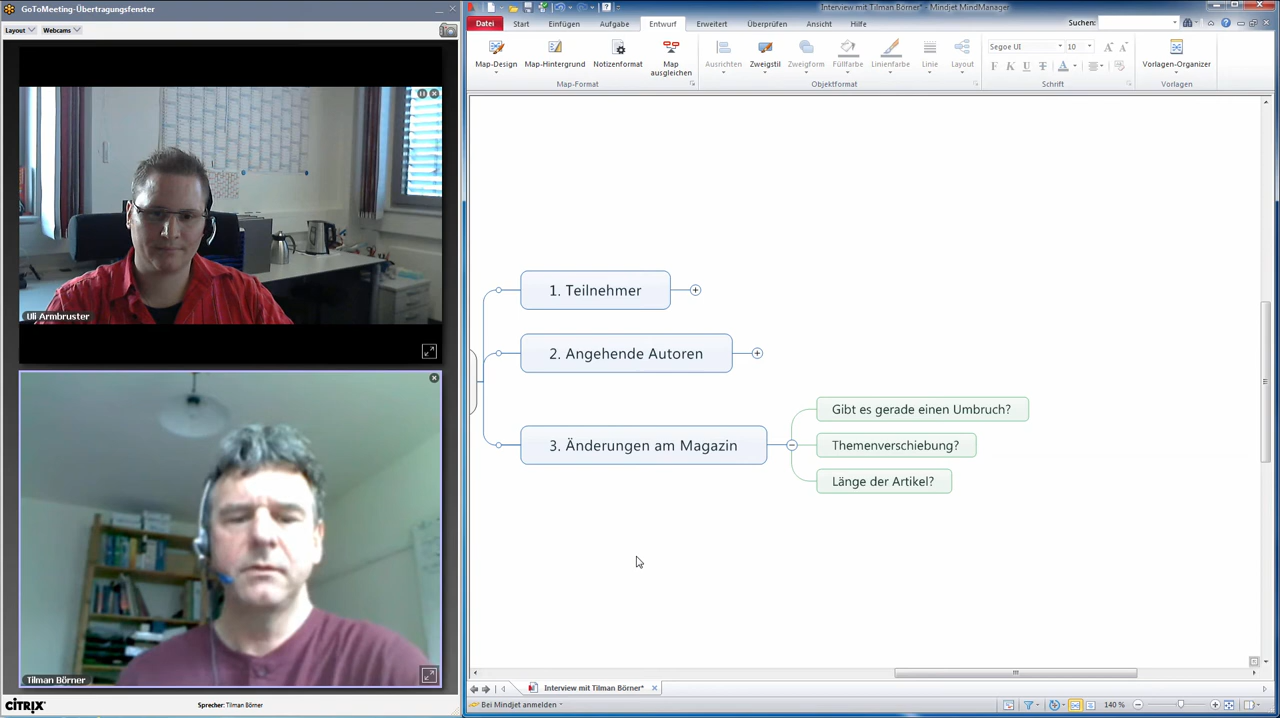 GoToMeeting-Übertragungsfenster
Layout
Webcams
Uli Armbruster
Tilman Börner
CITRIX
Sprecher: Tilman Börner
Interview mit Tilman Börner* - Mindjet MindManager
Datei
Start
Einfügen
Aufgabe
Entwurf
Erweitert
Überprüfen
Ansicht
Hilfe
Suchen:
Map-Design
Map-Hintergrund
Notizenformat
Map ausgleichen
Ausrichten
Zweigstil
Zweigform
Füllfarbe
Linienfarbe
Linie
Layout
Segoe UI
10
F K U T A
Vorlagen-Organizer
Map-Format
Objektformat
Schrift
Vorlagen
1. Teilnehmer
2. Angehende Autoren
3. Änderungen am Magazin
Gibt es gerade einen Umbruch?
Themenverschiebung?
Länge der Artikel?
Interview mit Tilman Börner*
Bei Mindjet anmelden
140 %